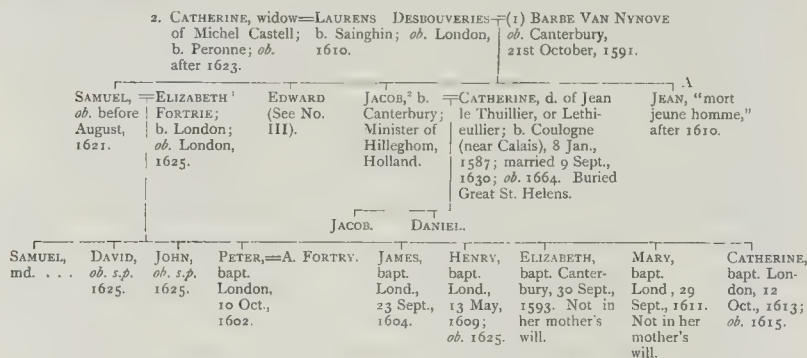 2. CATHERINE, widow=LAURENS DESBOUVERIES=(1) BARBE VAN NYNOVE
of Michel Castell; b. Sainghin; ob. London, ob. Canterbury,
b. Peronne; ob. 1610. 21st October, 1591.
after 1623.
A
SAMUEL, =ELIZABETH ¹ EDWARD JACOB,² b. =CATHERINE, d. of Jean JEAN, "mort
ob. before FORTRIE; (See No. Canterbury; le Thuillier, or Lethi- jeune homme,"
August, b. London; III). Minister of eullier; b. Coulogne after 1610.
1621. ob. London, Hilleghom, (near Calais), 8 Jan.,
1625. Holland. 1587; married 9 Sept.,
1630; ob. 1664. Buried
Great St. Helens.
JACOB. DANIEL.
SAMUEL, DAVID, JOHN, PETER,=A. FORTRY. JAMES, HENRY, ELIZABETH, MARY, CATHERINE,
md. . . . ob. s.p. ob. s.p. bapt. bapt. bapt. bapt. Canter- bapt. bapt. Lon-
1625. 1625. London, Lond., Lond., bury, 30 Sept., Lond , 29 don, 12
10 Oct., 23 Sept., 13 May, 1593. Not in Sept., 1611. Oct., 1613;
1602. 1604. 1609; her mother's Not in her ob. 1615.
ob. 1625. will. mother's
will.